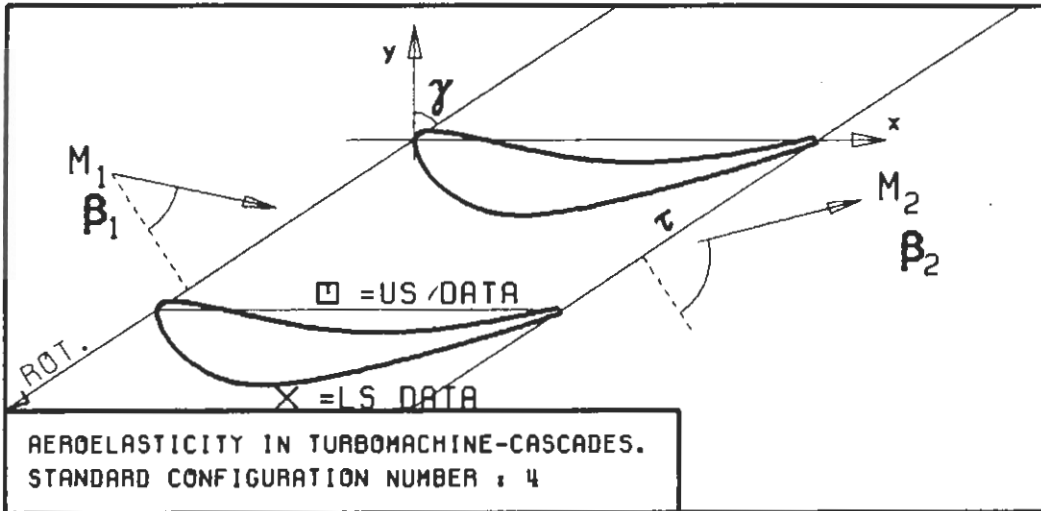 y
γ
x
M₁
β₁
τ
M₂
β₂
=US/DATA
ROT.
X =LS DATA
AEROELASTICITY IN TURBOMACHINE-CASCADES.
STANDARD CONFIGURATION NUMBER : 4